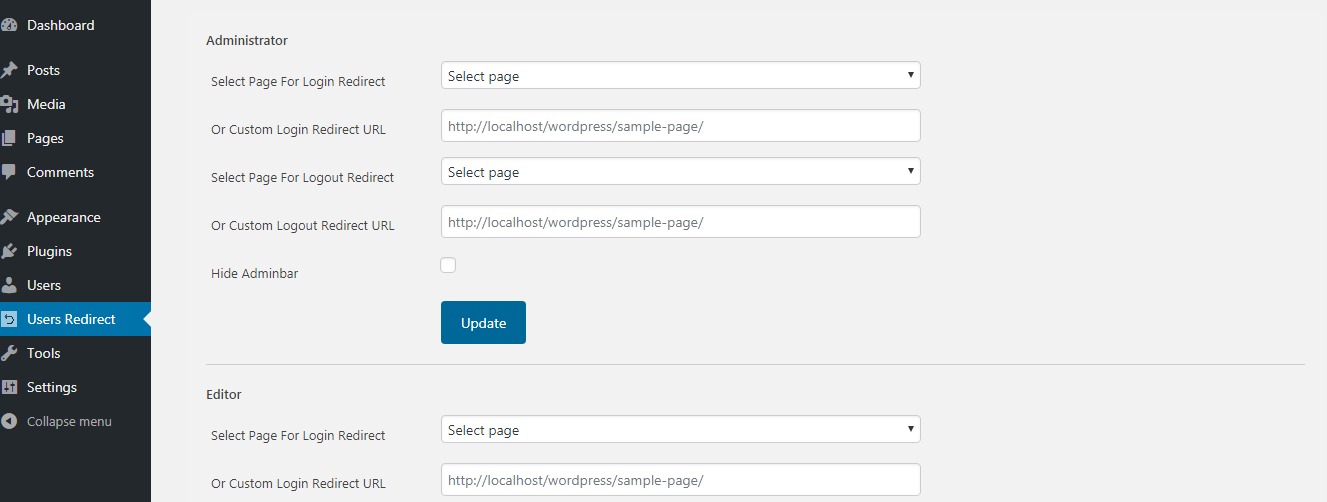 Dashboard
Posts
Media
Pages
Comments
Appearance
Plugins
Users
Users Redirect
Tools
Settings
Collapse menu
Administrator
Select Page For Login Redirect
Select page
Or Custom Login Redirect URL
http://localhost/wordpress/sample-page/
Select Page For Logout Redirect
Select page
Or Custom Logout Redirect URL
http://localhost/wordpress/sample-page/
Hide Adminbar
Update
Editor
Select Page For Login Redirect
Select page
Or Custom Login Redirect URL
http://localhost/wordpress/sample-page/